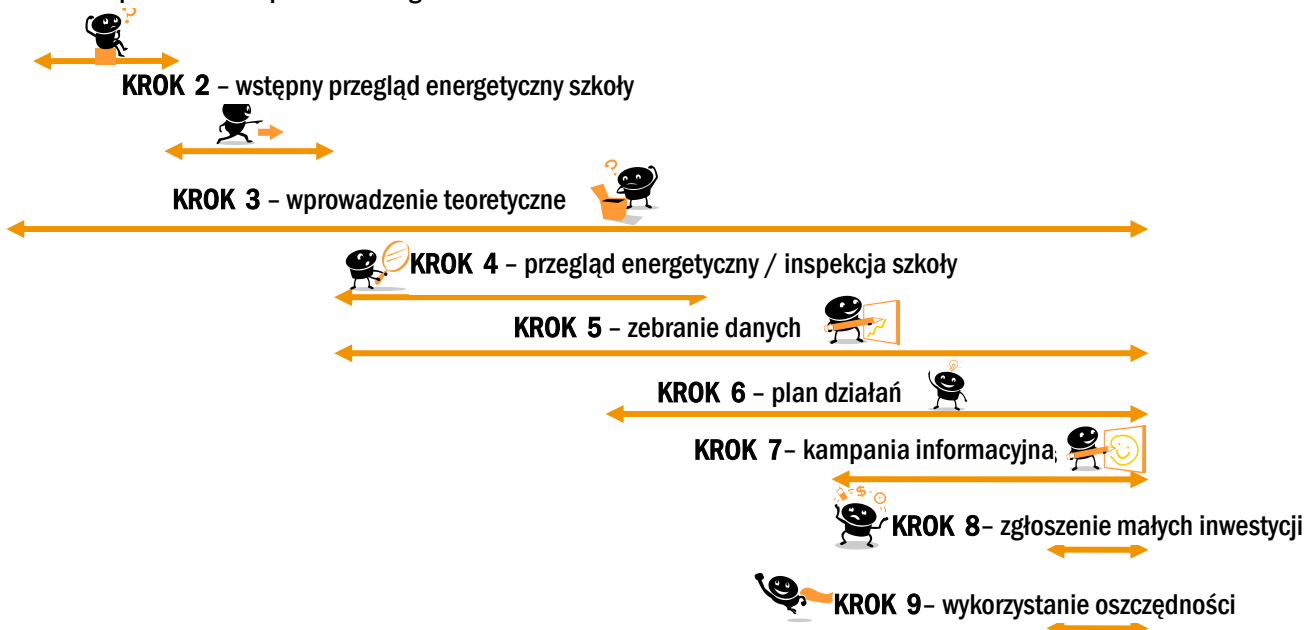 KROK 2 – wstępny przegląd energetyczny szkoły
KROK 3 – wprowadzenie teoretyczne
KROK 4 – przegląd energetyczny / inspekcja szkoły
KROK 5 – zebranie danych
KROK 6 – plan działań
KROK 7– kampania informacyjna
KROK 8– zgłoszenie małych inwestycji
KROK 9– wykorzystanie oszczędności